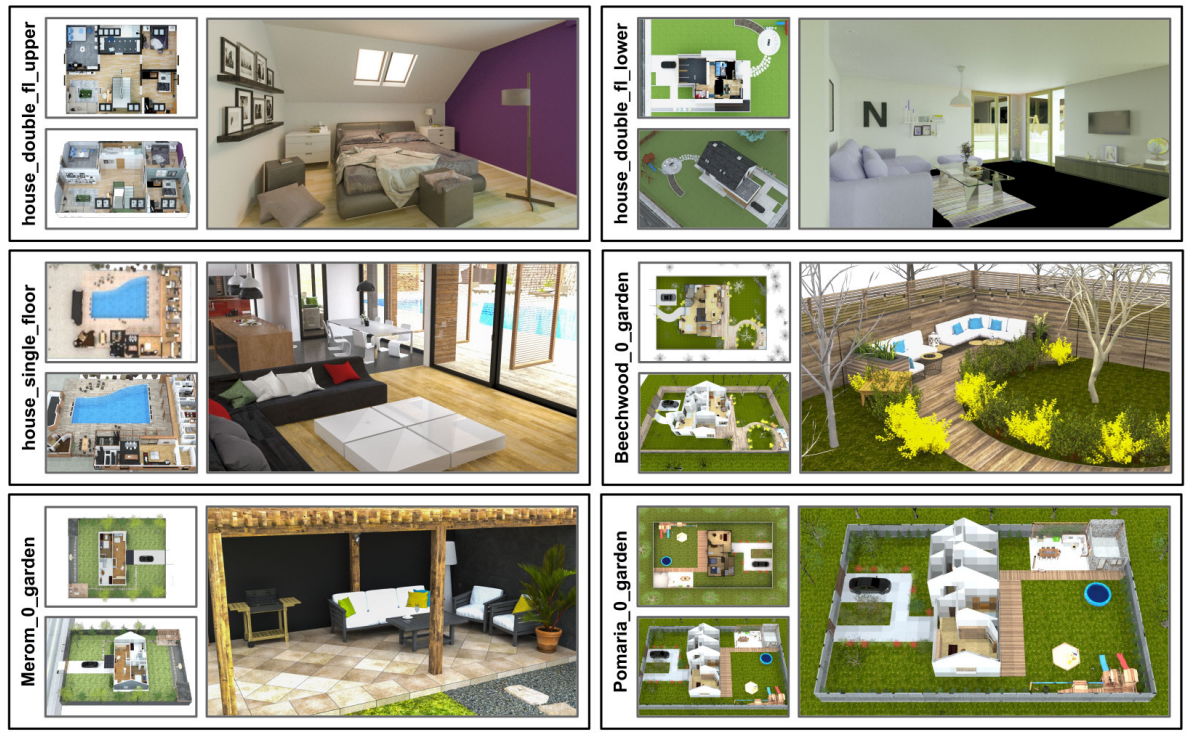 house_double_fl_upper
house_double_fl_lower
N
house_single_floor
Beechwood_0_garden
Merom_0_garden
Pomaria_0_garden